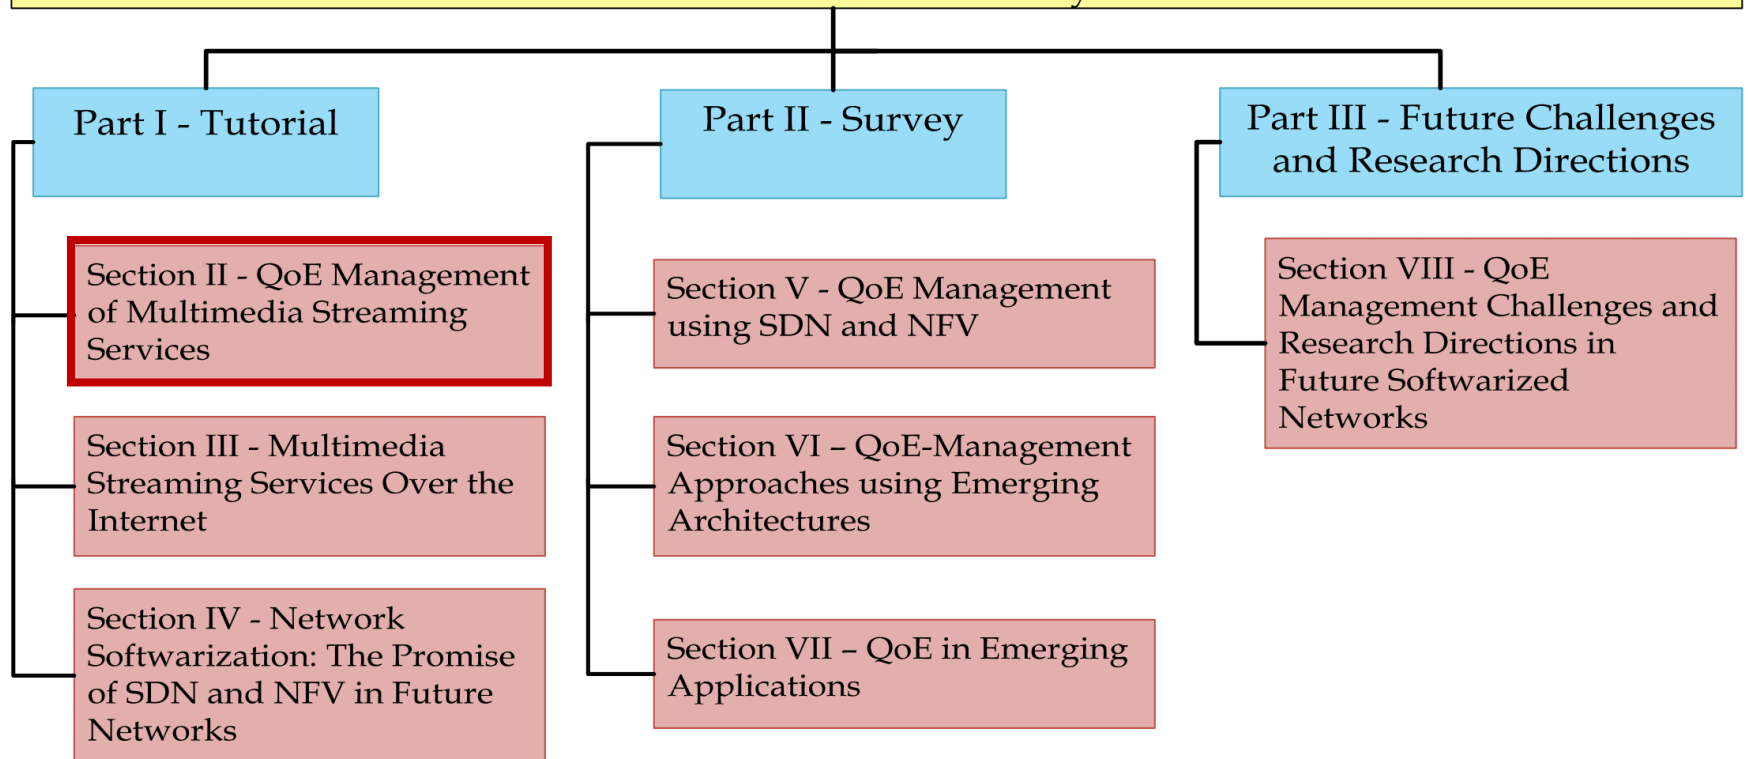 Part I - Tutorial
Section II - QoE Management
of Multimedia Streaming
Services
Section III - Multimedia
Streaming Services Over the
Internet
Section IV - Network
Softwarization: The Promise
of SDN and NFV in Future
Networks
Part II - Survey
Section V - QoE Management
using SDN and NFV
Section VI – QoE-Management
Approaches using Emerging
Architectures
Section VII – QoE in Emerging
Applications
Part III - Future Challenges
and Research Directions
Section VIII - QoE
Management Challenges and
Research Directions in
Future Softwarized
Networks